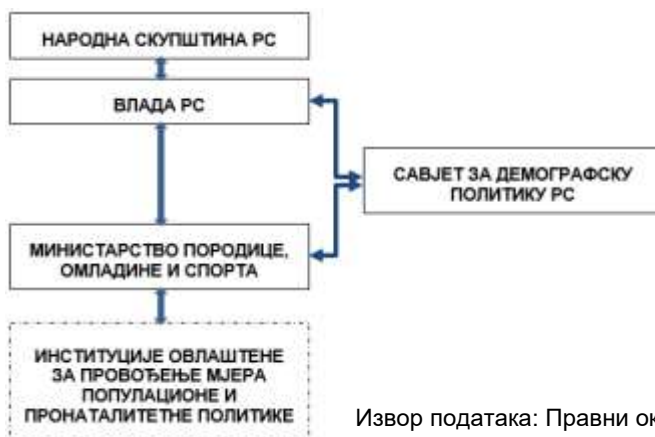 НАРОДНА СКУПШТИНА РС
ВЛАДА РС
САВЈЕТ ЗА ДЕМОГРАФСКУ
ПОЛИТИКУ РС
МИНИСТАРСТВО ПОРОДИЦЕ,
ОМЛАДИНЕ И СПОРТА
ИНСТИТУЦИЈЕ ОВЛАШТЕНЕ
ЗА ПРОВОЂЕЊЕ МЈЕРА
ПОПУЛАЦИОНЕ И
ПРОНАТАЛИТЕТНЕ ПОЛИТИКЕ
Извор података: Правни